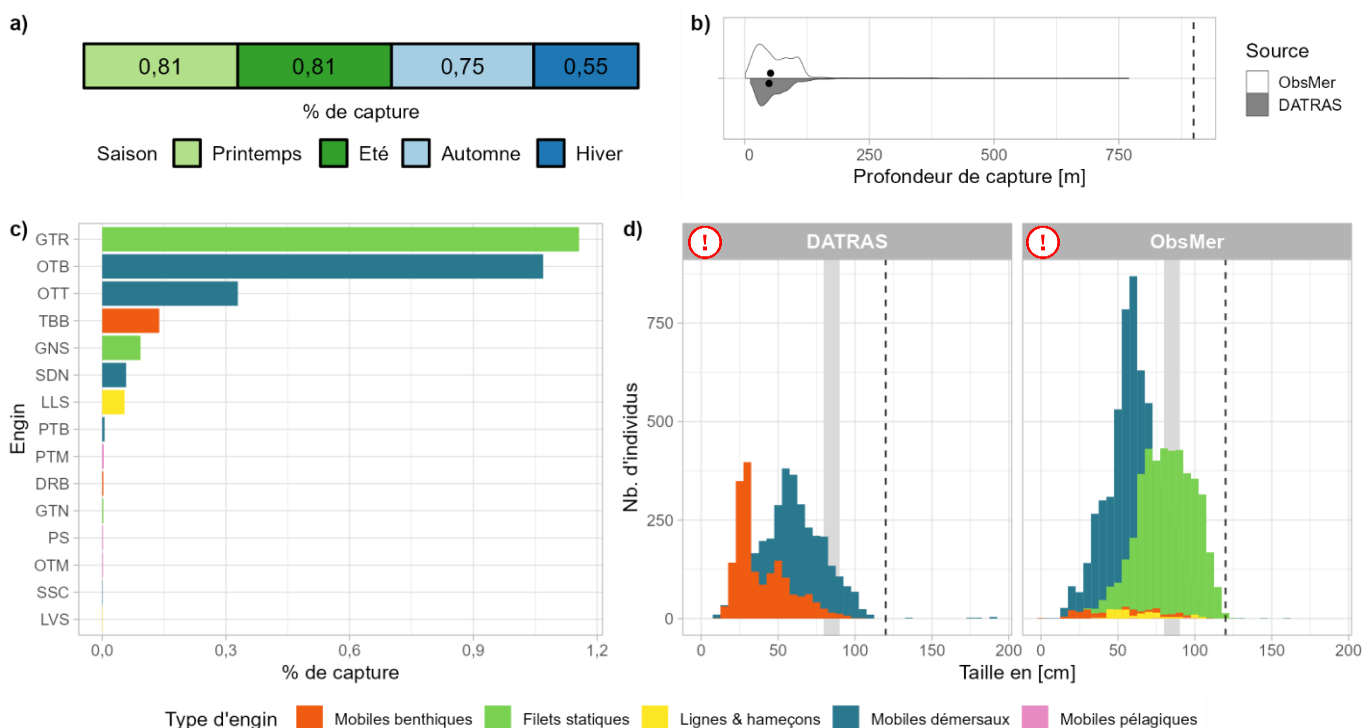 a)
0,81 0,81 0,75 0,55
% de capture
Saison Printemps Eté Automne Hiver
b)
0 250 500 750
Profondeur de capture [m]
Source
ObsMer
DATRAS
c)
Engin
GTR
OTB
OTT
TBB
GNS
SDN
LLS
PTB
PTM
DRB
GTN
PS
OTM
SSC
LVS
0,0 0,3 0,6 0,9 1,2
% de capture
d)
! DATRAS ! ObsMer
Nb. d'individus
750
500
250
0
0 50 100 150 200 0 50 100 150 200
Taille en [cm]
Type d'engin Mobiles benthiques Filets statiques Lignes & hameçons Mobiles démersaux Mobiles pélagiques